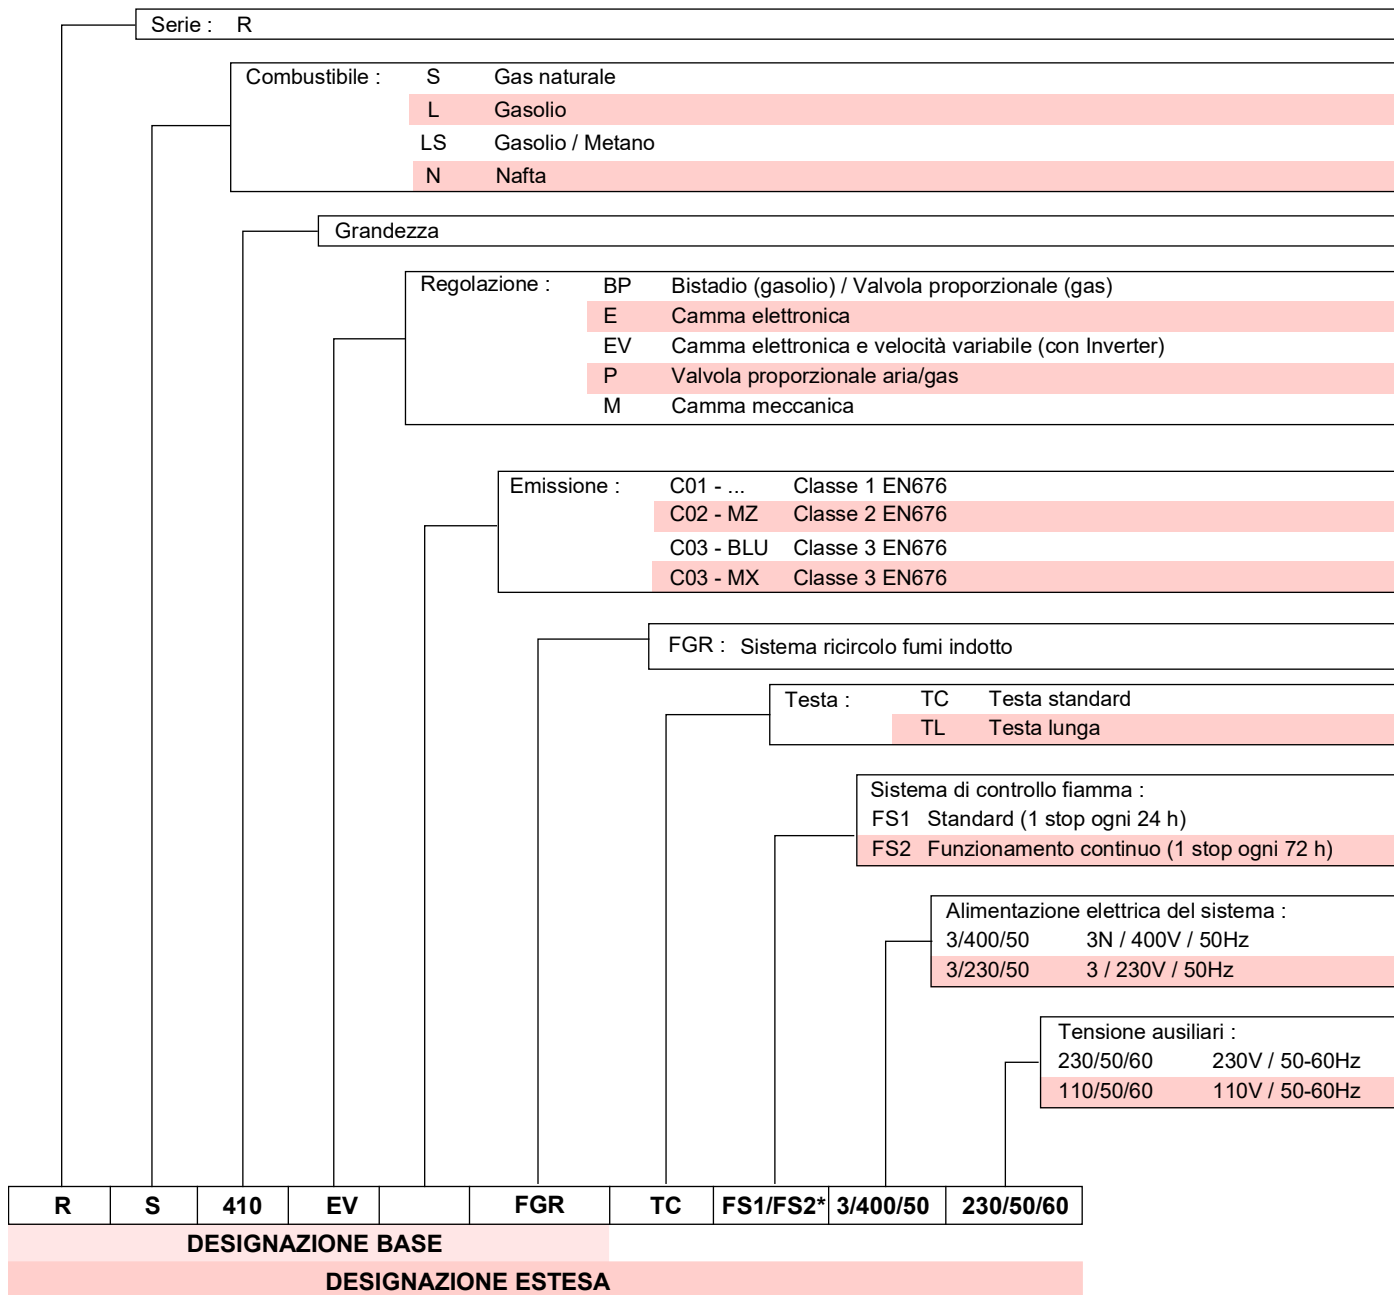 Serie : R
Combustibile : S Gas naturale
L Gasolio
LS Gasolio / Metano
N Nafta
Grandezza
Regolazione : BP Bistadio (gasolio) / Valvola proporzionale (gas)
E Camma elettronica
EV Camma elettronica e velocità variabile (con Inverter)
P Valvola proporzionale aria/gas
M Camma meccanica
Emissione : C01 - ... Classe 1 EN676
C02 - MZ Classe 2 EN676
C03 - BLU Classe 3 EN676
C03 - MX Classe 3 EN676
FGR : Sistema ricircolo fumi indotto
Testa : TC Testa standard
TL Testa lunga
Sistema di controllo fiamma :
FS1 Standard (1 stop ogni 24 h)
FS2 Funzionamento continuo (1 stop ogni 72 h)
Alimentazione elettrica del sistema :
3/400/50 3N / 400V / 50Hz
3/230/50 3 / 230V / 50Hz
Tensione ausiliari :
230/50/60 230V / 50-60Hz
110/50/60 110V / 50-60Hz
R S 410 EV FGR TC FS1/FS2* 3/400/50 230/50/60
DESIGNAZIONE BASE
DESIGNAZIONE ESTESA